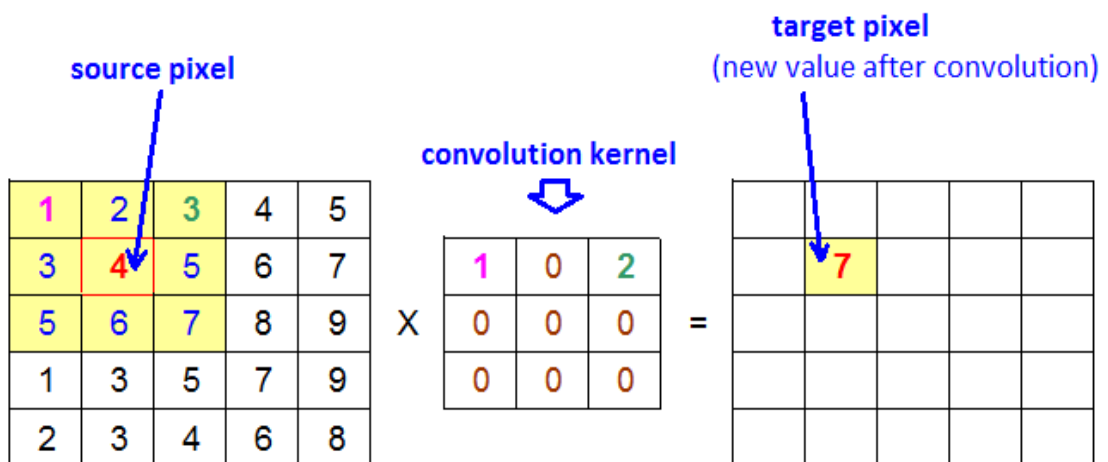 target pixel
source pixel
(new value after convolution)
convolution kernel
1 2 3 4 5
3 4 5 6 7
1 0 2
7
5 6 7 8 9
X
0 0 0
=
1 3 5 7 9
0 0 0
2 3 4 6 8